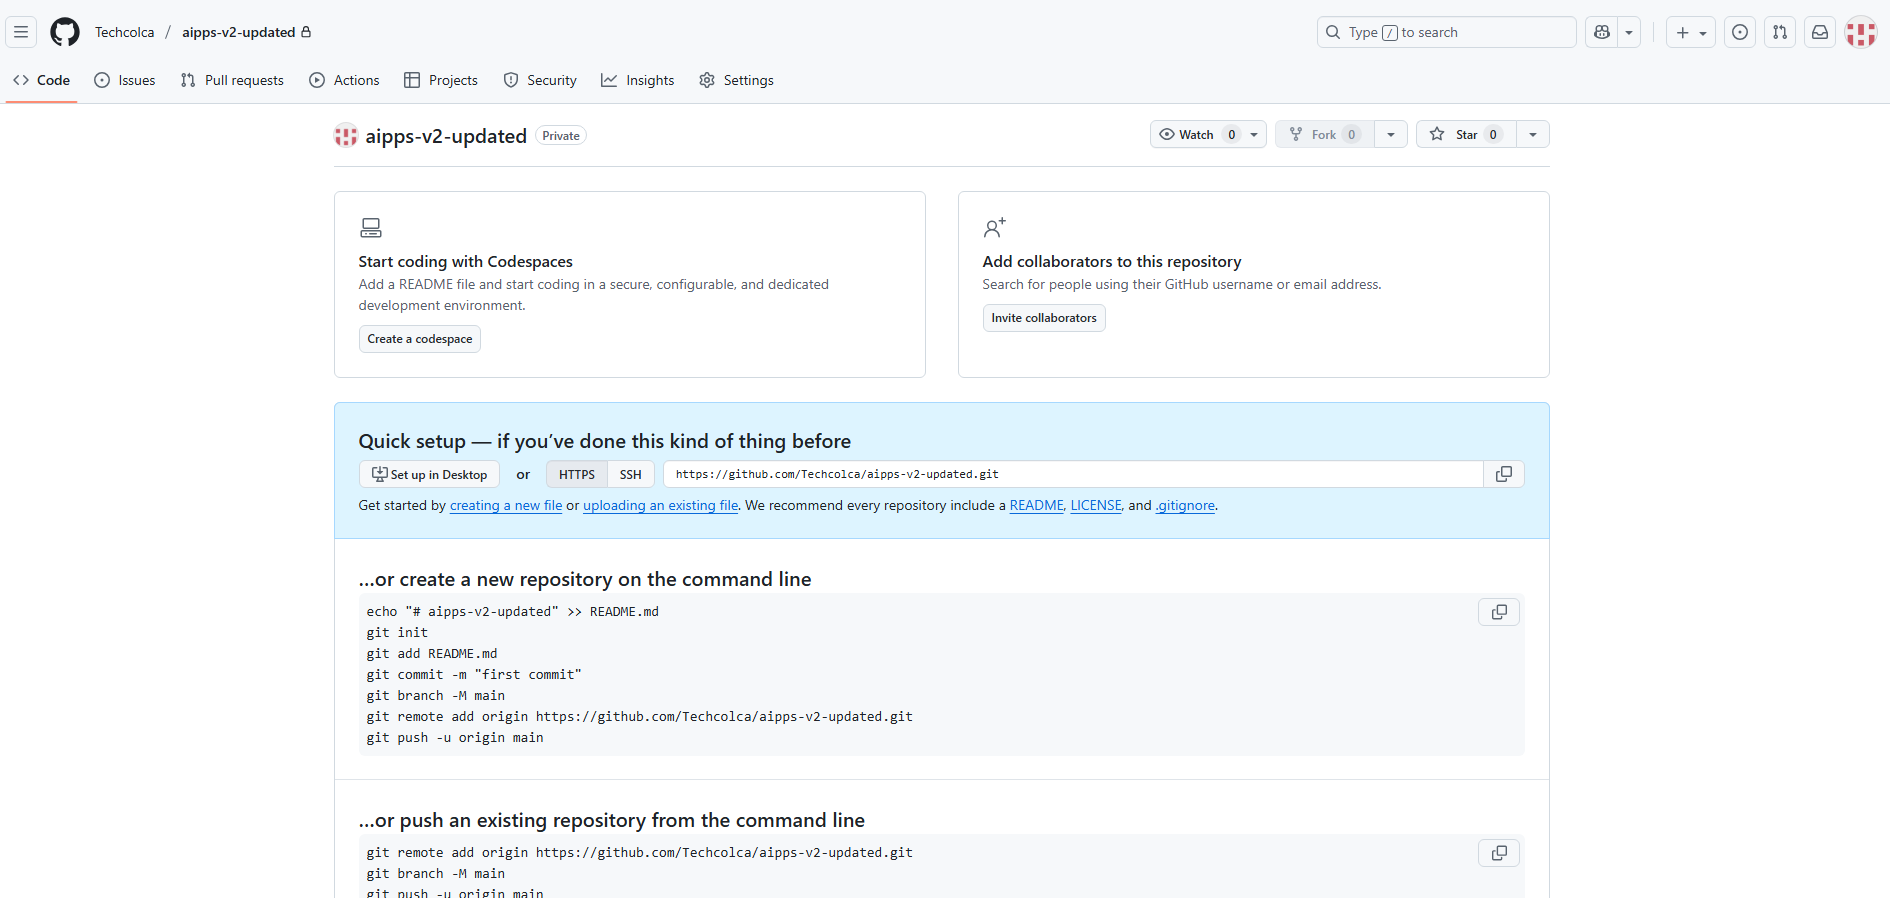 Techcolca / aipps-v2-updated
Type / to search
Code Issues Pull requests Actions Projects Security Insights Settings
aipps-v2-updated Private
Watch 0 Fork 0 Star 0
Start coding with Codespaces
Add a README file and start coding in a secure, configurable, and dedicated
development environment.
Create a codespace
Add collaborators to this repository
Search for people using their GitHub username or email address.
Invite collaborators
Quick setup — if you’ve done this kind of thing before
Set up in Desktop or HTTPS SSH https://github.com/Techcolca/aipps-v2-updated.git
Get started by creating a new file or uploading an existing file. We recommend every repository include a README, LICENSE, and .gitignore.
…or create a new repository on the command line
echo "# aipps-v2-updated" >> README.md
git init
git add README.md
git commit -m "first commit"
git branch -M main
git remote add origin https://github.com/Techcolca/aipps-v2-updated.git
git push -u origin main
…or push an existing repository from the command line
git remote add origin https://github.com/Techcolca/aipps-v2-updated.git
git branch -M main
git push -u origin main